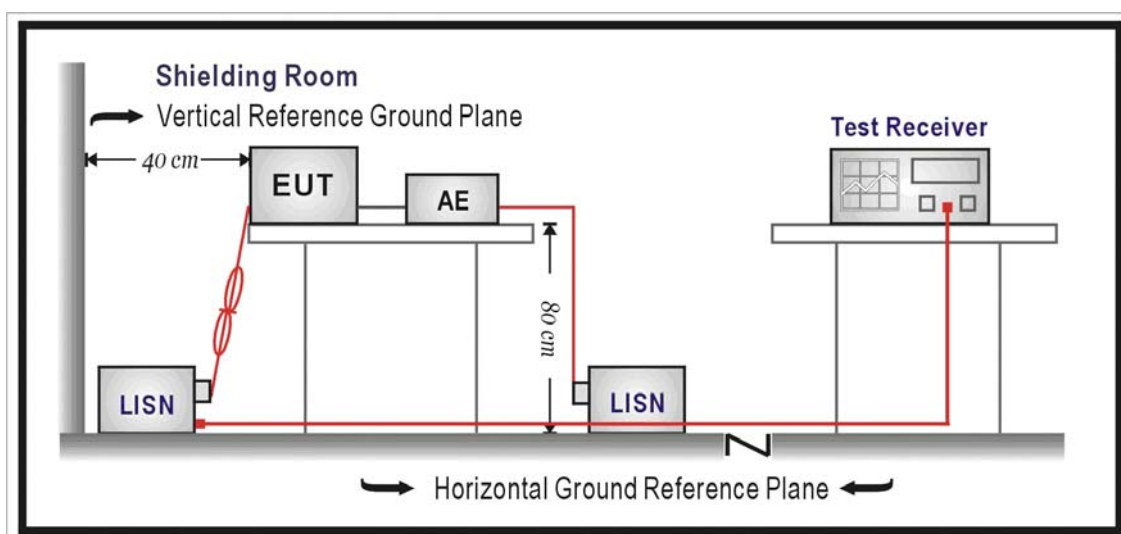 Shielding Room
Vertical Reference Ground Plane
Test Receiver
40 cm
EUT
AE
80 cm
LISN
LISN
Horizontal Ground Reference Plane